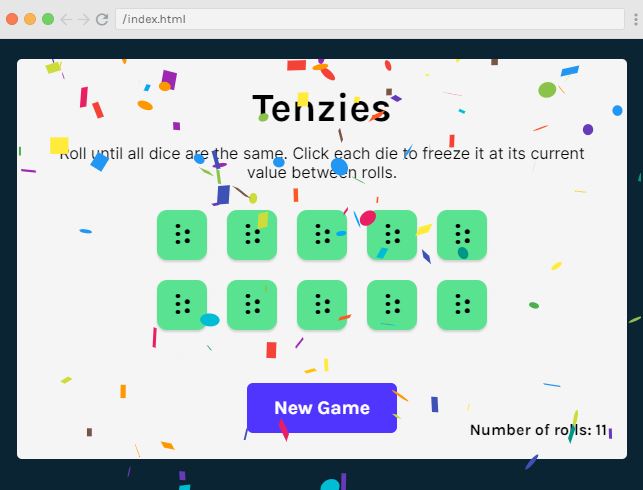 /index.html
Tenzies
Roll until all dice are the same. Click each die to freeze it at its current
value between rolls.
New Game
Number of rolls: 11